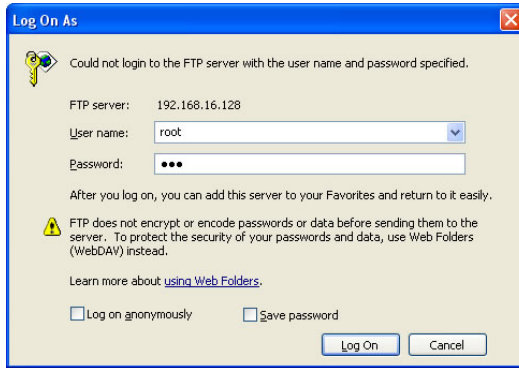 Log On As
Could not login to the FTP server with the user name and password specified.
FTP server: 192.168.16.128
User name: root
Password: ●●●
After you log on, you can add this server to your Favorites and return to it easily.
FTP does not encrypt or encode passwords or data before sending them to the
server. To protect the security of your passwords and data, use Web Folders
(WebDAV) instead.
Learn more about using Web Folders.
Log on anonymously Save password
Log On Cancel